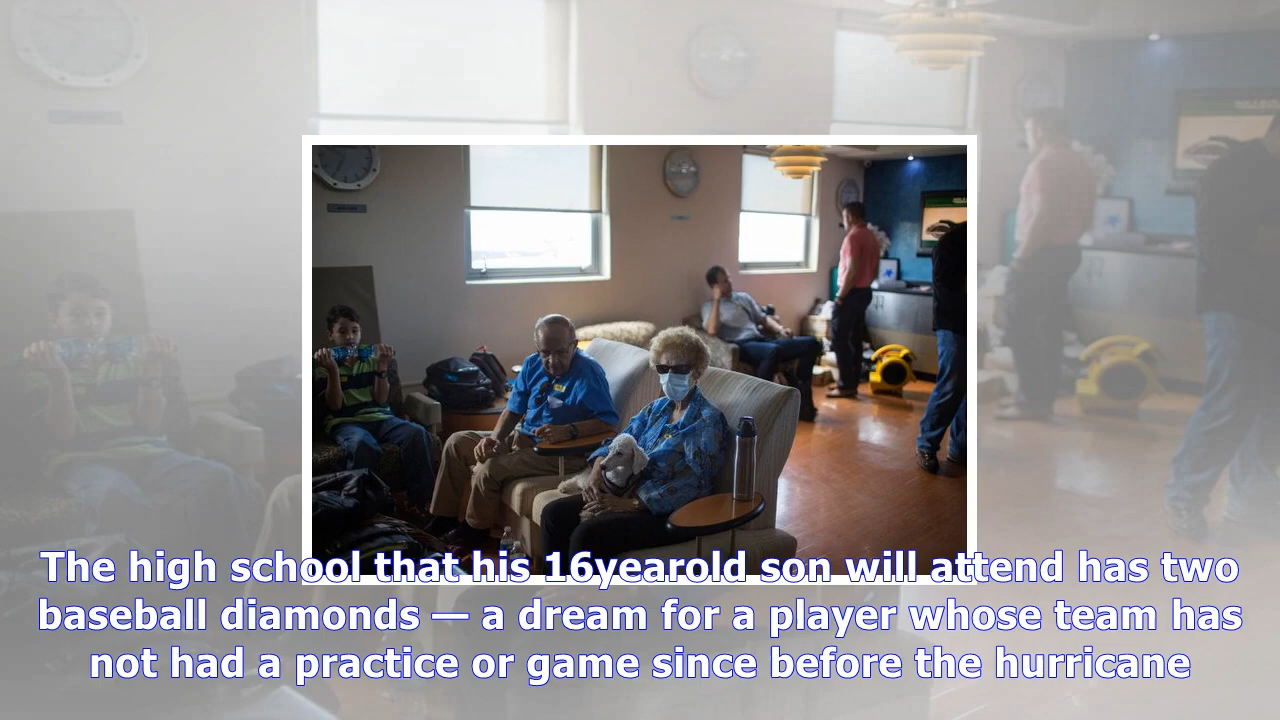 The high school that his 16yearold son will attend has two
baseball diamonds — a dream for a player whose team has
not had a practice or game since before the hurricane